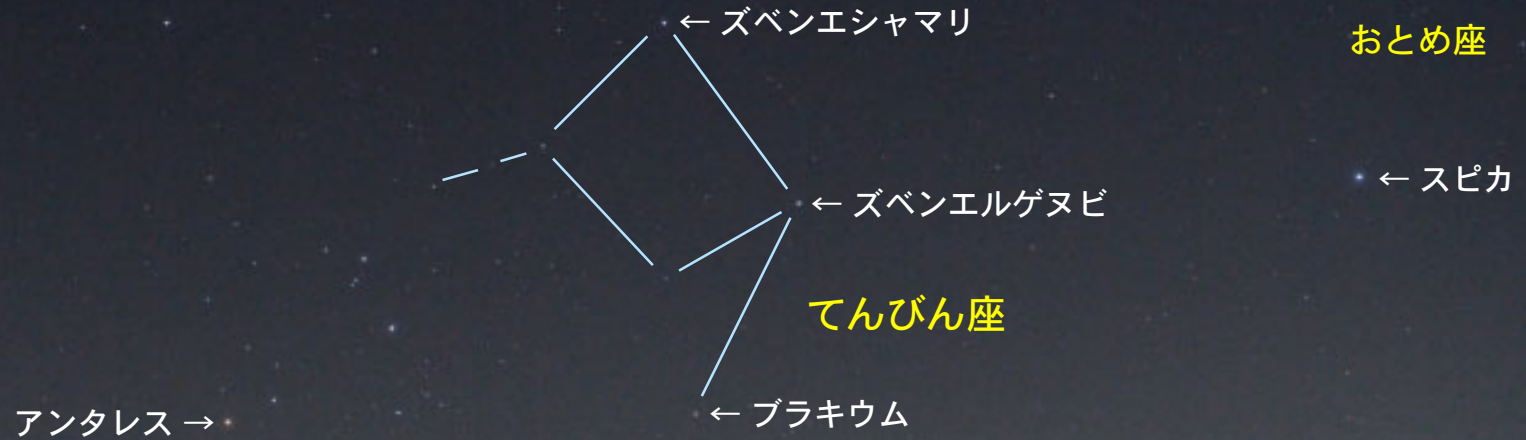 ← ズベンエシャマリ
おとめ座
← スピカ
← ズベンエルゲヌビ
てんびん座
← ブラキウム
アンタレス →